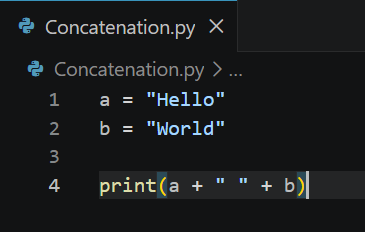 Concatenation.py
Concatenation.py > ...
1 a = "Hello"
2 b = "World"
3
4 print(a + " " + b)